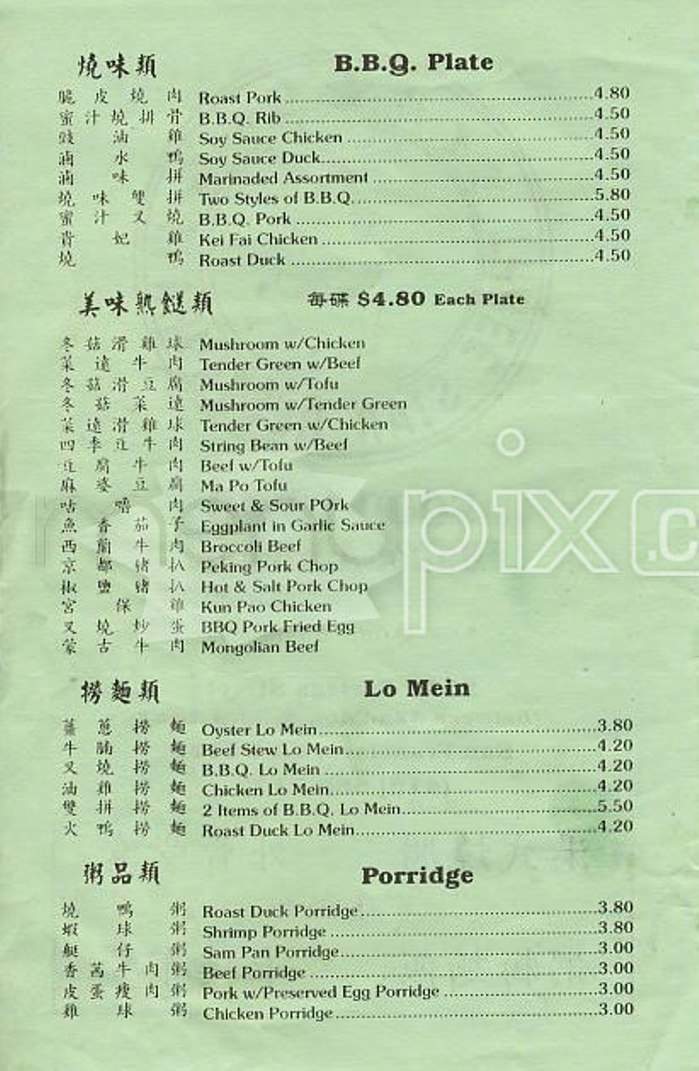 燒味類 B.B.Q. Plate
脆皮燒肉 Roast Pork 4.80
蜜汁燒排骨 B.B.Q. Rib 4.50
豉油雞 Soy Sauce Chicken 4.50
滷水鴨 Soy Sauce Duck 4.50
滷味拼 Marinaded Assortment 4.50
燒味雙拼 Two Styles of B.B.Q. 5.80
蜜汁叉燒 B.B.Q. Pork 4.50
貴妃雞 Kei Fai Chicken 4.50
燒鴨 Roast Duck 4.50
美味熱餸類 每碟 $4.80 Each Plate
冬菇滑雞球 Mushroom w/Chicken
菜遠牛肉 Tender Green w/Beef
冬菇滑豆腐 Mushroom w/Tofu
冬菇菜遠 Mushroom w/Tender Green
菜遠滑雞球 Tender Green w/Chicken
四季豆牛肉 String Bean w/Beef
豆腐牛肉 Beef w/Tofu
麻婆豆腐 Ma Po Tofu
咕嚕肉 Sweet & Sour POrk
魚香茄子 Eggplant in Garlic Sauce
西蘭牛肉 Broccoli Beef
京都豬扒 Peking Pork Chop
椒鹽豬扒 Hot & Salt Pork Chop
宮保雞 Kun Pao Chicken
叉燒炒蛋 BBQ Pork Fried Egg
蒙古牛肉 Mongolian Beef
pix.c
撈麵類 Lo Mein
薑蔥撈麵 Oyster Lo Mein 3.80
牛腩撈麵 Beef Stew Lo Mein 4.20
叉燒撈麵 B.B.Q. Lo Mein 4.20
油雞撈麵 Chicken Lo Mein 4.20
雙拼撈麵 2 Items of B.B.Q. Lo Mein 5.50
火鴨撈麵 Roast Duck Lo Mein 4.20
粥品類 Porridge
燒鴨粥 Roast Duck Porridge 3.80
蝦球粥 Shrimp Porridge 3.80
艇仔粥 Sam Pan Porridge 3.00
香茜牛肉粥 Beef Porridge 3.00
皮蛋瘦肉粥 Pork w/Preserved Egg Porridge 3.00
雞球粥 Chicken Porridge 3.00